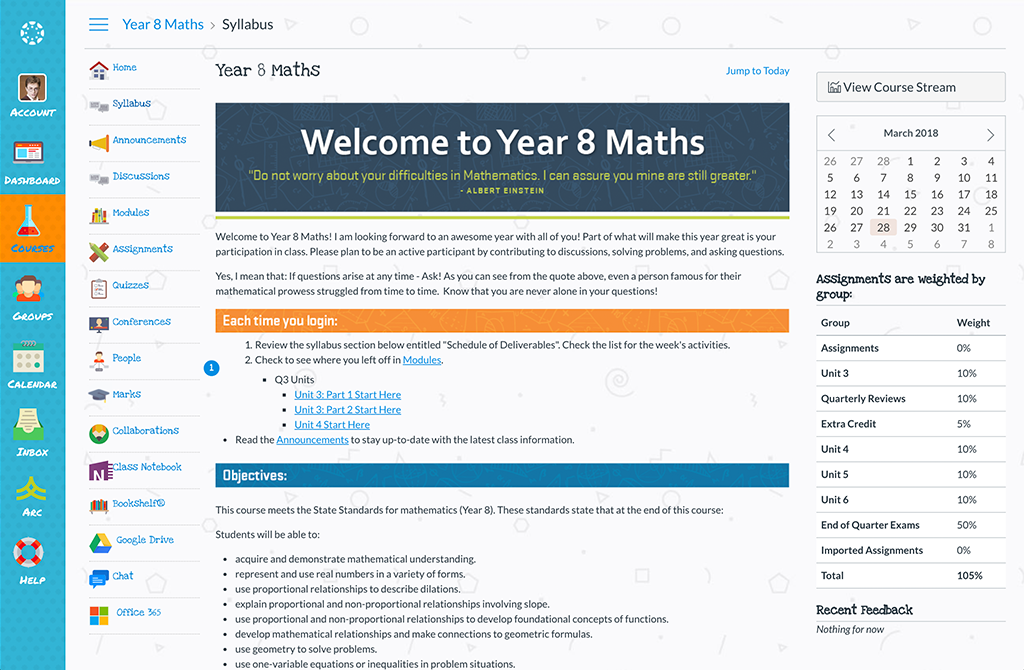 Account
Dashboard
Courses
Groups
Calendar
Inbox
Arc
Help
Year 8 Maths › Syllabus
Home
Syllabus
Announcements
Discussions
Modules
Assignments
Quizzes
Conferences
People
Marks
Collaborations
Class Notebook
Bookshelf®
Google Drive
Chat
Office 365
Year 8 Maths
Jump to Today
Welcome to Year 8 Maths
"Do not worry about your difficulties in Mathematics. I can assure you mine are still greater."
- ALBERT EINSTEIN
Welcome to Year 8 Maths! I am looking forward to an awesome year with all of you! Part of what will make this year great is your
participation in class. Please plan to be an active participant by contributing to discussions, solving problems, and asking questions.
Yes, I mean that: If questions arise at any time - Ask! As you can see from the quote above, even a person famous for their
mathematical prowess struggled from time to time. Know that you are never alone in your questions!
Each time you login:
1. Review the syllabus section below entitled "Schedule of Deliverables". Check the list for the week's activities.
2. Check to see where you left off in Modules.
1
▪ Q3 Units
▪ Unit 3: Part 1 Start Here
▪ Unit 3: Part 2 Start Here
▪ Unit 4 Start Here
• Read the Announcements to stay up-to-date with the latest class information.
Objectives:
This course meets the State Standards for mathematics (Year 8). These standards state that at the end of this course:
Students will be able to:
• acquire and demonstrate mathematical understanding.
• represent and use real numbers in a variety of forms.
• use proportional relationships to describe dilations.
• explain proportional and non-proportional relationships involving slope.
• use proportional and non-proportional relationships to develop foundational concepts of functions.
• develop mathematical relationships and make connections to geometric formulas.
• use geometry to solve problems.
• use one-variable equations or inequalities in problem situations.
View Course Stream
March 2018
26 27 28 1 2 3 4
5 6 7 8 9 10 11
12 13 14 15 16 17 18
19 20 21 22 23 24 25
26 27 28 29 30 31 1
2 3 4 5 6 7 8
Assignments are weighted by
group:
Group Weight
Assignments 0%
Unit 3 10%
Quarterly Reviews 10%
Extra Credit 5%
Unit 4 10%
Unit 5 10%
Unit 6 10%
End of Quarter Exams 50%
Imported Assignments 0%
Total 105%
Recent Feedback
Nothing for now